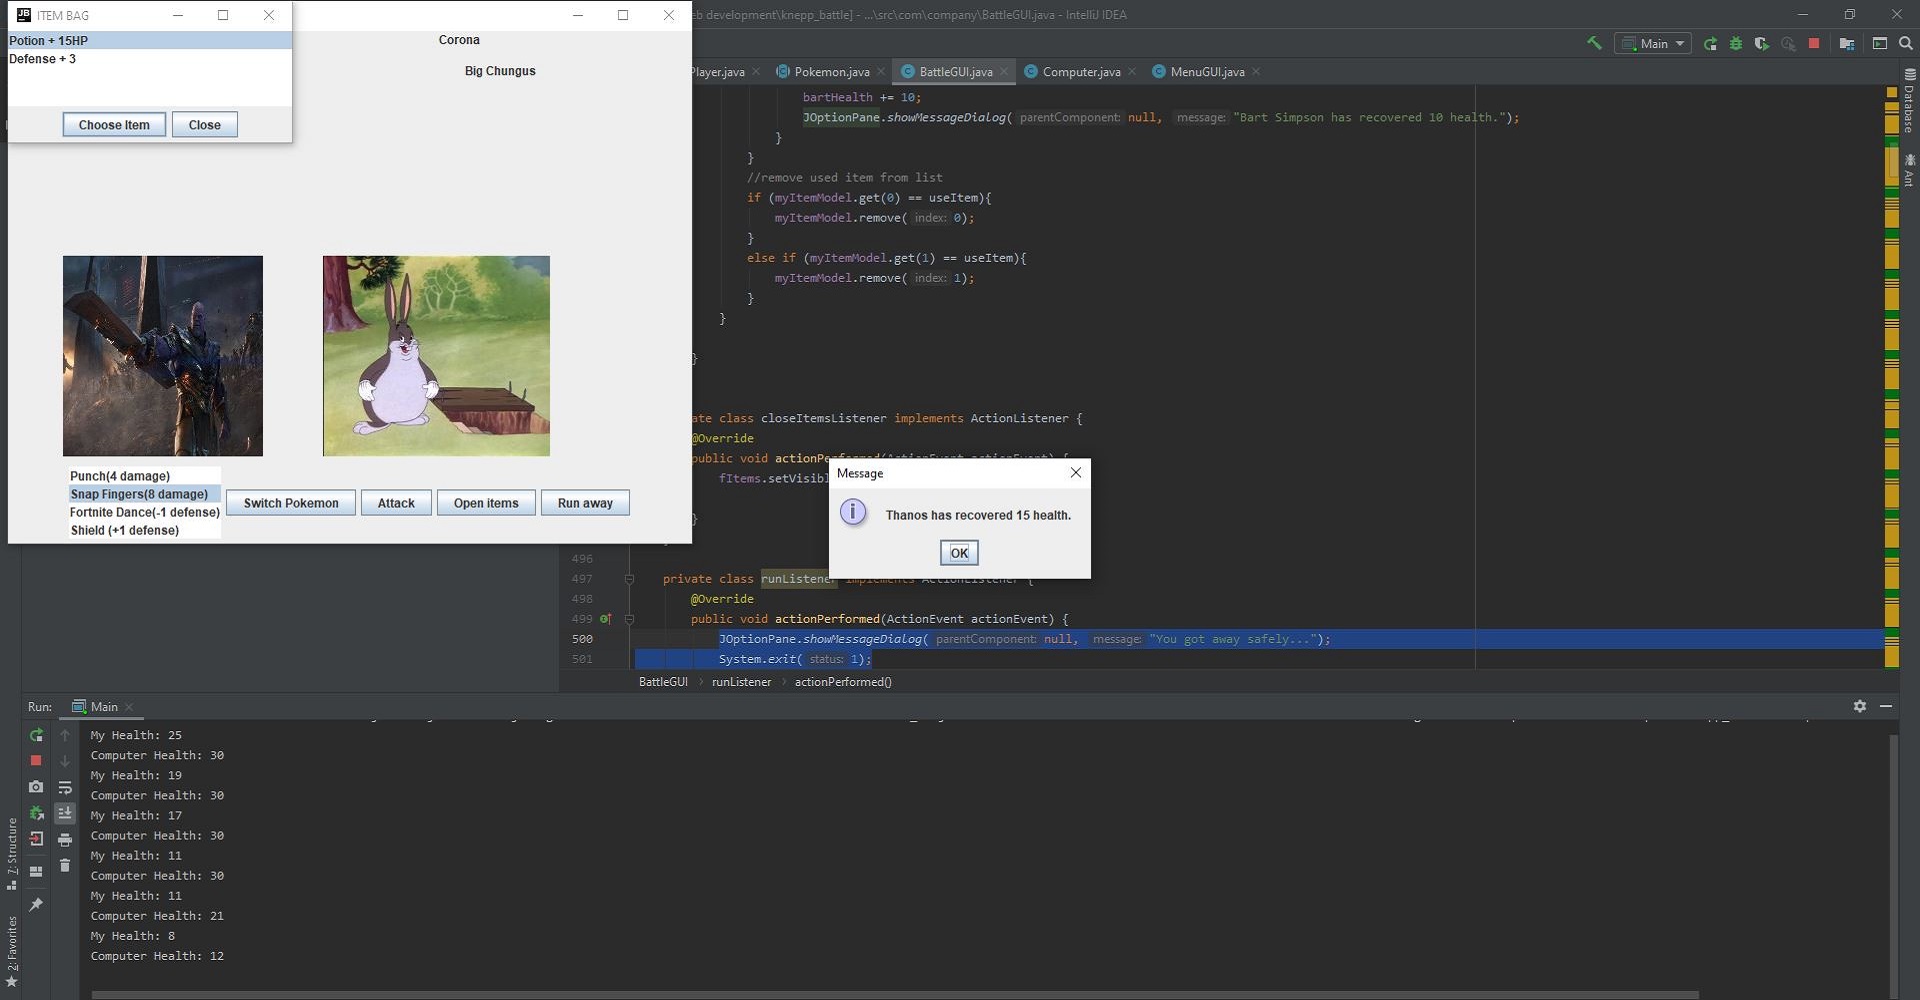 ITEM BAG
Potion + 15HP
Defense + 3
Choose Item
Close
Corona
Big Chungus
Punch(4 damage)
Snap Fingers(8 damage)
Fortnite Dance(-1 defense)
Shield (+1 defense)
Switch Pokemon
Attack
Open items
Run away
eb development\knepp_battle] - ...\src\com\company\BattleGUI.java - IntelliJ IDEA
Main
Player.java
Pokemon.java
BattleGUI.java
Computer.java
MenuGUI.java
bartHealth += 10;
JOptionPane.showMessageDialog( parentComponent: null, message: "Bart Simpson has recovered 10 health.");
}
}
//remove used item from list
if (myItemModel.get(0) == useItem){
myItemModel.remove( index: 0);
}
else if (myItemModel.get(1) == useItem){
myItemModel.remove( index: 1);
}
}
}
ate class closeItemsListener implements ActionListener {
@Override
public void actionPerformed(ActionEvent actionEvent) {
fItems.setVisibl
}
Message
Thanos has recovered 15 health.
OK
496
497 private class runListener implements ActionListener {
498 @Override
499 public void actionPerformed(ActionEvent actionEvent) {
500 JOptionPane.showMessageDialog( parentComponent: null, message: "You got away safely...");
501 System.exit( status: 1);
BattleGUI > runListener > actionPerformed()
Database
Ant
Run: Main
My Health: 25
Computer Health: 30
My Health: 19
Computer Health: 30
My Health: 17
Computer Health: 30
My Health: 11
Computer Health: 30
My Health: 11
Computer Health: 21
My Health: 8
Computer Health: 12
7: Structure
2: Favorites